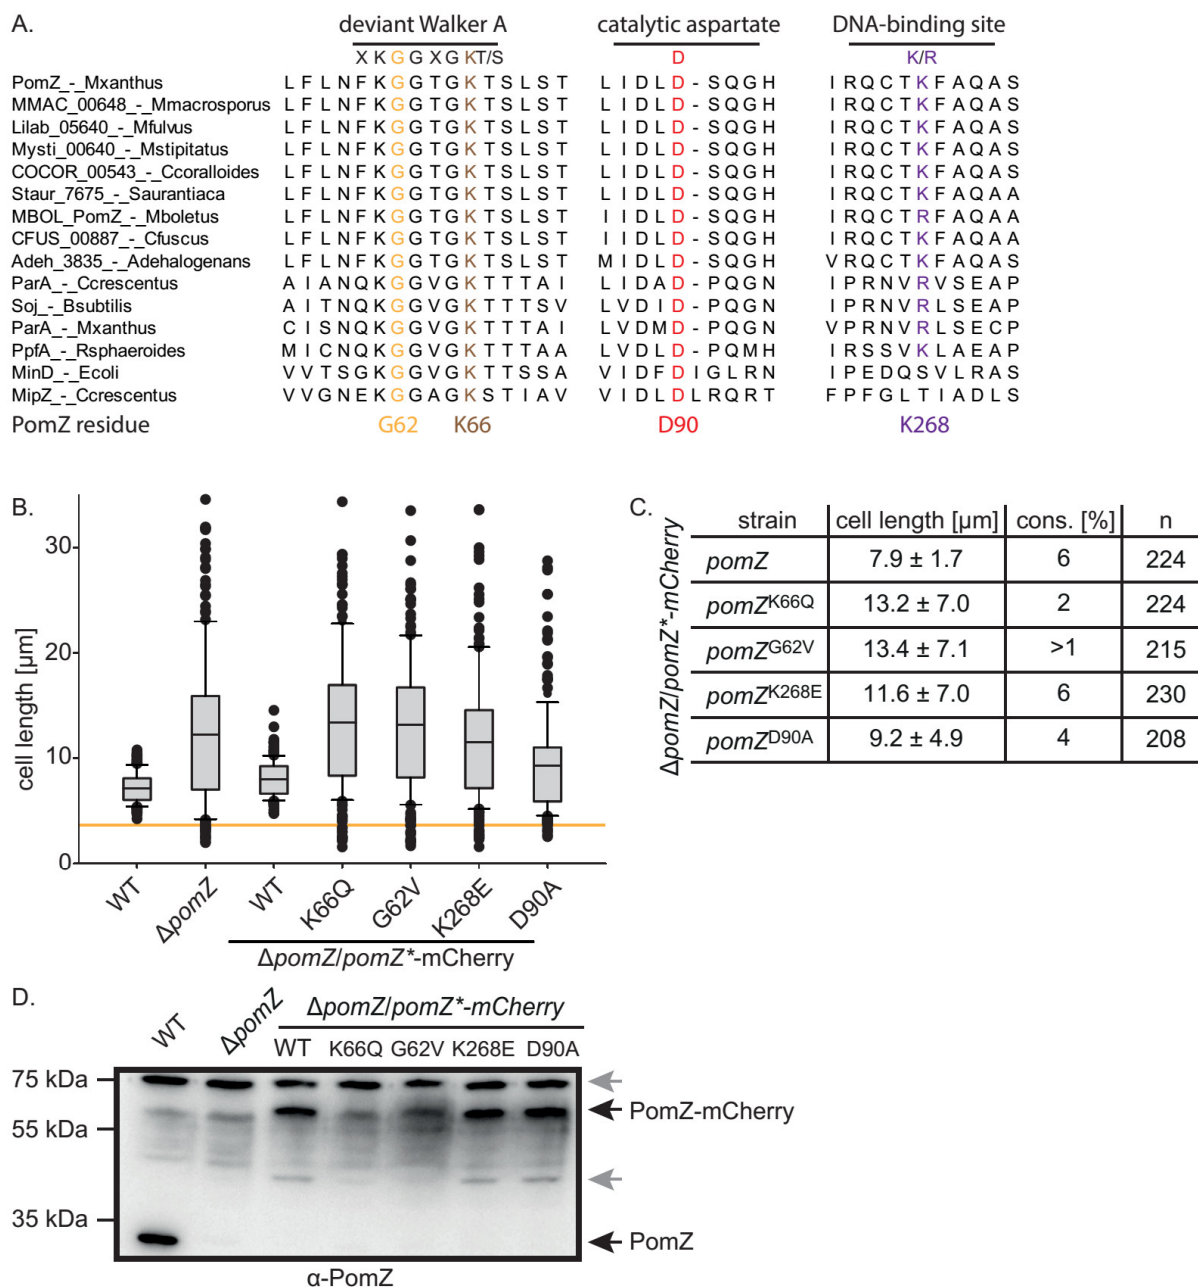 A.
deviant Walker A catalytic aspartate DNA-binding site
X K G G X G K T/S D K/R
PomZ_-_Mxanthus L F L N F K G G T G K T S L S T L I D L D - S Q G H I R Q C T K F A Q A S
MMAC_00648_-_Mmacrosporus L F L N F K G G T G K T S L S T L I D L D - S Q G H I R Q C T K F A Q A S
Lilab_05640_-_Mfulvus L F L N F K G G T G K T S L S T L I D L D - S Q G H I R Q C T K F A Q A S
Mysti_00640_-_Mstipitatus L F L N F K G G T G K T S L S T L I D L D - S Q G H I R Q C T K F A Q A S
COCOR_00543_-_Ccoralloides L F L N F K G G T G K T S L S T L I D L D - S Q G H I R Q C T K F A Q A S
Staur_7675_-_Saurantiaca L F L N F K G G T G K T S L S T L I D L D - S Q G H I R Q C T K F A Q A A
MBOL_PomZ_-_Mboletus L F L N F K G G T G K T S L S T I I D L D - S Q G H I R Q C T R F A Q A A
CFUS_00887_-_Cfuscus L F L N F K G G T G K T S L S T I I D L D - S Q G H I R Q C T K F A Q A A
Adeh_3835_-_Adehalogenans L F L N F K G G T G K T S L S T M I D L D - S Q G H V R Q C T K F A Q A S
ParA_-_Ccrescentus A I A N Q K G G V G K T T T A I L I D A D - P Q G N I P R N V R V S E A P
Soj_-_Bsubtilis A I T N Q K G G V G K T T T S V L V D I D - P Q G N I P R N V R L S E A P
ParA_-_Mxanthus C I S N Q K G G V G K T T T A I L V D M D - P Q G N V P R N V R L S E C P
PpfA_-_Rsphaeroides M I C N Q K G G V G K T T T A A L V D L D - P Q M H I R S S V K L A E A P
MinD_-_Ecoli V V T S G K G G V G K T T S S A V I D F D I G L R N I P E D Q S V L R A S
MipZ_-_Ccrescentus V V G N E K G G A G K S T I A V V I D L D L R Q R T F P F G L T I A D L S
PomZ residue G62 K66 D90 K268
B.
cell length [µm]
30
20
10
0
WT ΔpomZ WT K66Q G62V K268E D90A
ΔpomZ/pomZ*-mCherry
C.
ΔpomZ/pomZ*-mCherry
strain cell length [µm] cons. [%] n
pomZ 7.9 ± 1.7 6 224
pomZK66Q 13.2 ± 7.0 2 224
pomZG62V 13.4 ± 7.1 >1 215
pomZK268E 11.6 ± 7.0 6 230
pomZD90A 9.2 ± 4.9 4 208
D.
ΔpomZ/pomZ*-mCherry
WT ΔpomZ WT K66Q G62V K268E D90A
75 kDa
PomZ-mCherry
55 kDa
35 kDa
PomZ
α-PomZ